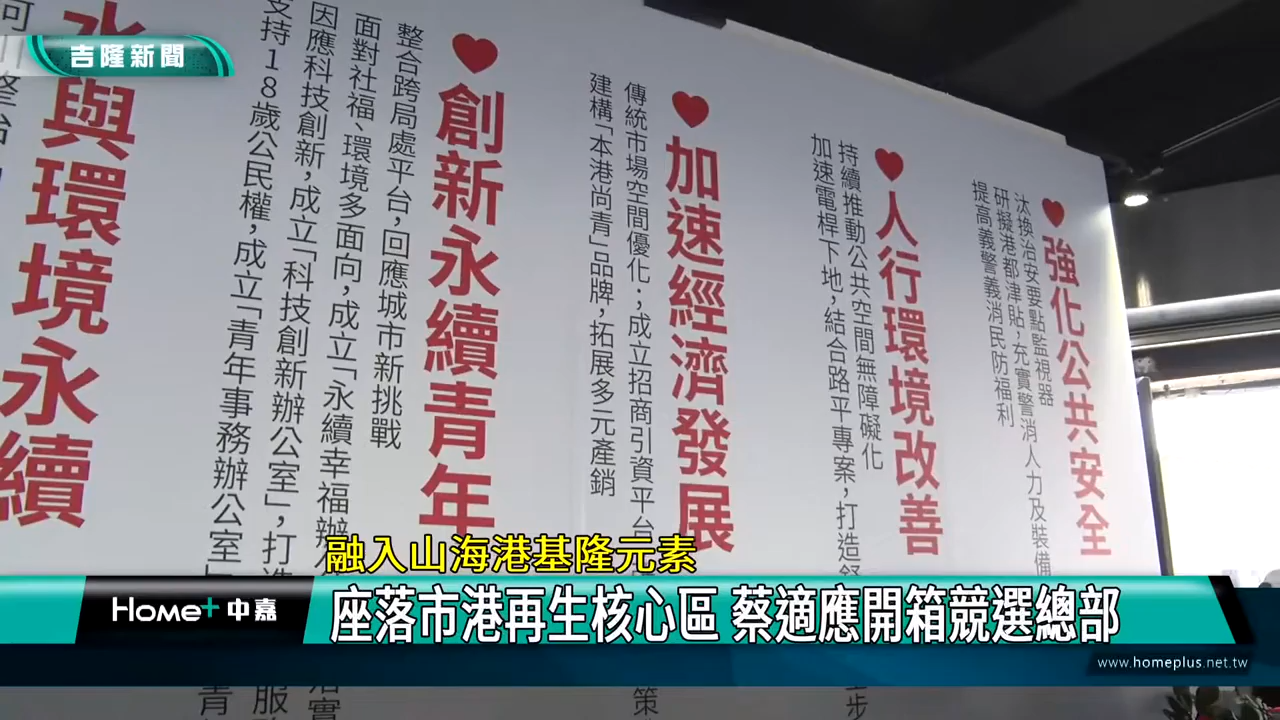 吉隆新聞
強化公共安全
汰換治安要點監視器
研擬港都津貼，充實警消人力及裝備
提高義警義消民防福利
人行環境改善
持續推動公共空間無障礙化
加速電桿下地，結合路平專案，打造舒
步
加速經濟發展
傳統市場空間優化；成立招商引資平台
策
建構「本港尚青」品牌，拓展多元產銷
創新永續青年
整合跨局處平台，回應城市新挑戰
面對社福、環境多面向，成立「永續幸福辦
因應科技創新，成立「科技創新辦公室」，打造
支持18歲公民權，成立「青年事務辦公室」
水與環境永續
河川整治
融入山海港基隆元素
Home+中嘉
座落市港再生核心區 蔡適應開箱競選總部
www.homeplus.net.tw